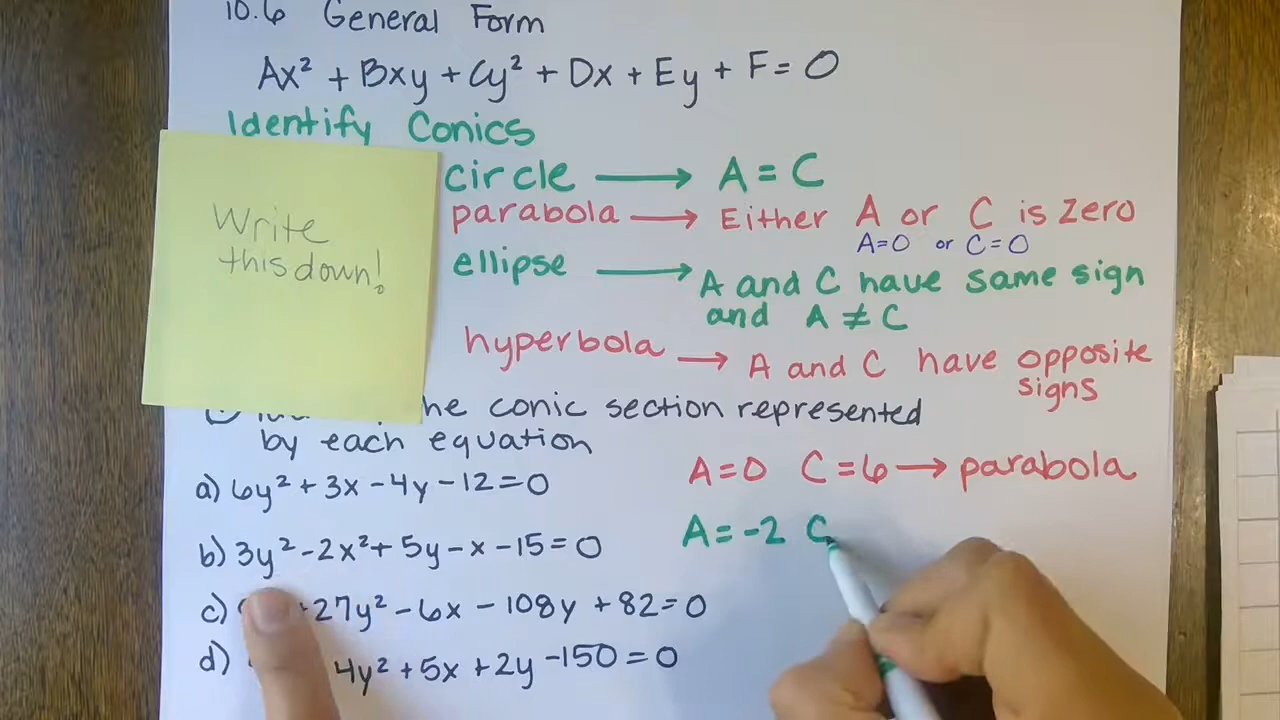 10.6 General Form
Ax² + Bxy + Cy² + Dx + Ey + F = 0
Identify Conics
circle → A = C
parabola → Either A or C is zero
A=0 or C=0
ellipse → A and C have same sign
and A ≠ C
hyperbola → A and C have opposite
signs
Write
this down!
he conic section represented
by each equation
a) 6y² + 3x - 4y - 12 = 0
A=0 C=6 → parabola
b) 3y² - 2x² + 5y - x - 15 = 0
A=-2 C
c) +27y² - 6x - 108y + 82 = 0
d) 4y² + 5x + 2y - 150 = 0